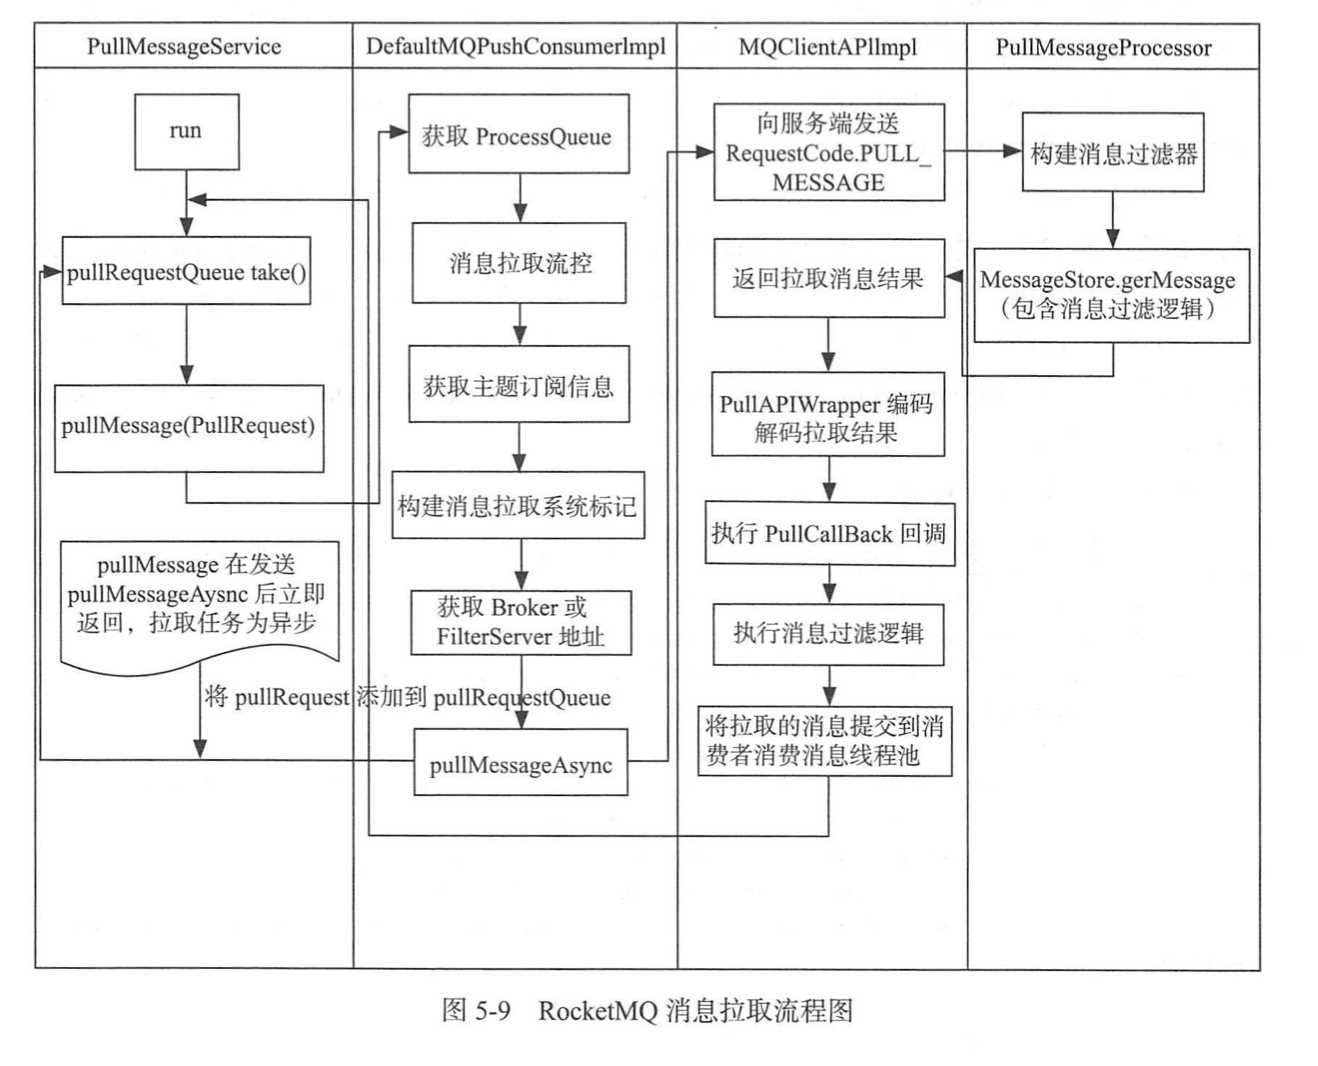 PullMessageService
DefaultMQPushConsumerImpl
MQClientAPIImpl
PullMessageProcessor
run
pullRequestQueue take()
pullMessage(PullRequest)
pullMessage 在发送
pullMessageAysnc 后立即
返回，拉取任务为异步
将 pullRequest 添加到 pullRequestQueue
获取 ProcessQueue
消息拉取流控
获取主题订阅信息
构建消息拉取系统标记
获取 Broker 或
FilterServer 地址
pullMessageAsync
向服务端发送
RequestCode.PULL_
MESSAGE
返回拉取消息结果
PullAPIWrapper 编码
解码拉取结果
执行 PullCallBack 回调
执行消息过滤逻辑
将拉取的消息提交到消
费者消费消息线程池
构建消息过滤器
MessageStore.gerMessage
（包含消息过滤逻辑）
图 5-9 RocketMQ 消息拉取流程图